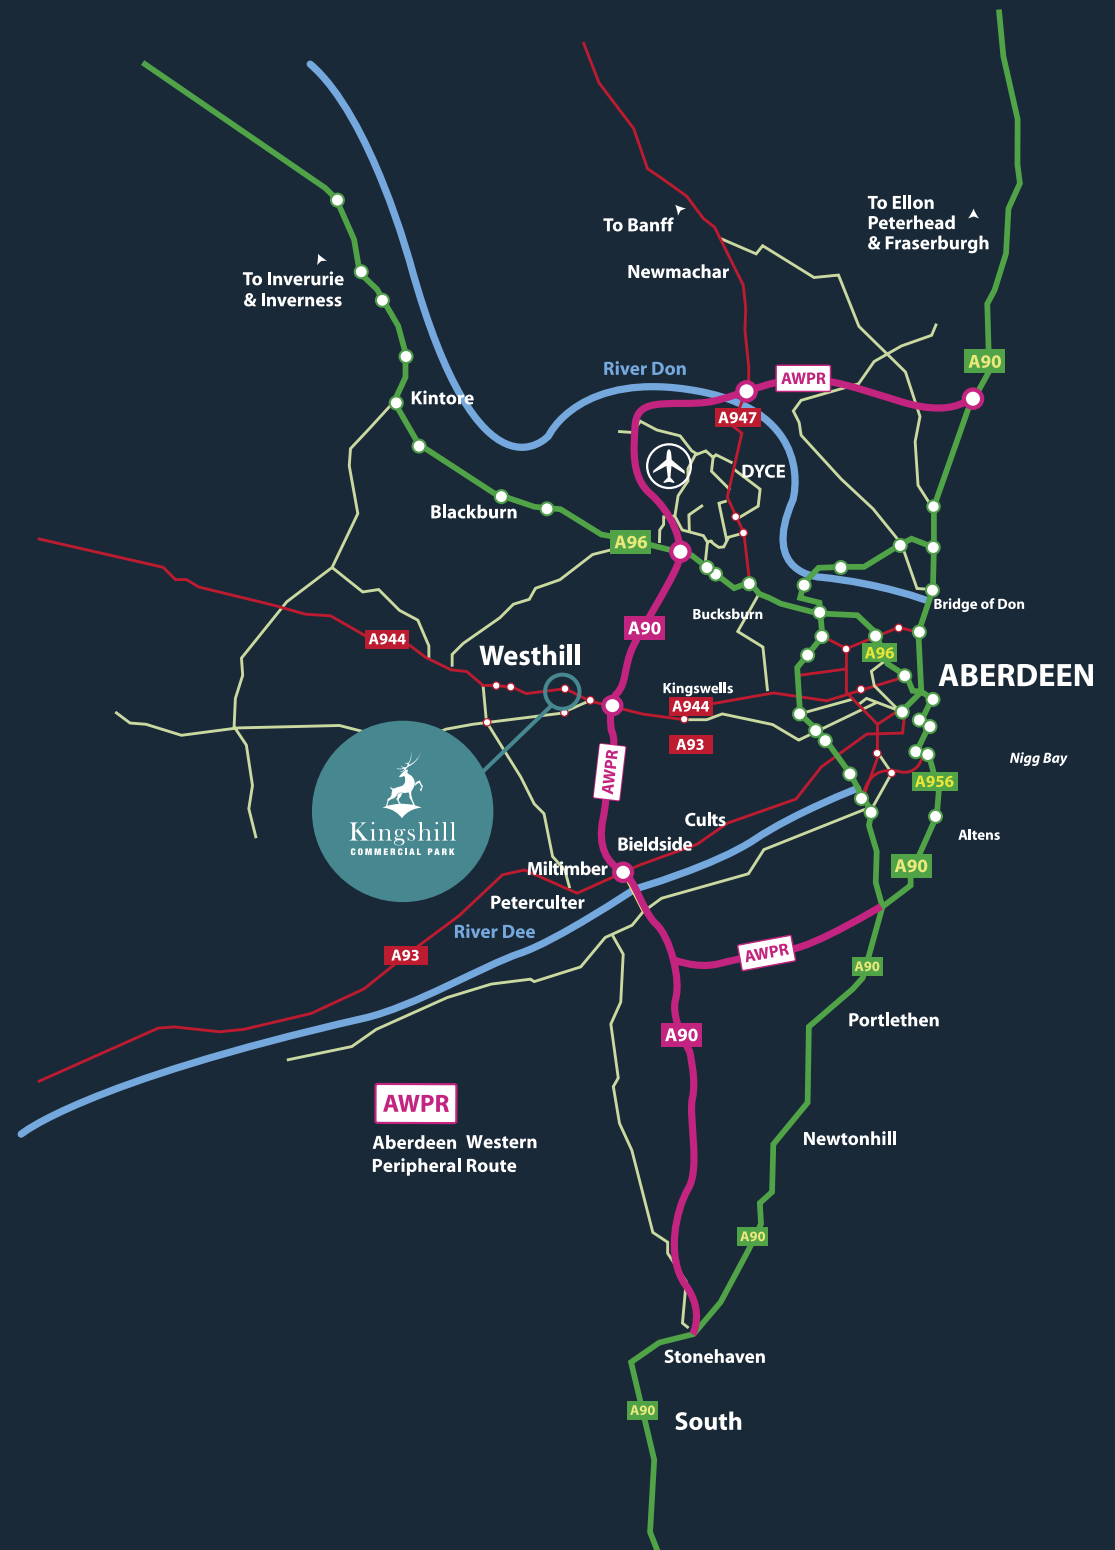 To Ellon
Peterhead
& Fraserburgh
To Banff
Newmachar
To Inverurie
& Inverness
A90
River Don
AWPR
Kintore
A947
DYCE
Blackburn
A96
Bridge of Don
Bucksburn
A90
A944
Westhill
A96
ABERDEEN
Kingswells
A944
A93
Nigg Bay
AWPR
A956
Kingshill
COMMERCIAL PARK
Cults
Altens
Bieldside
Miltimber
A90
Peterculter
River Dee
A93
AWPR
A90
Portlethen
A90
AWPR
Aberdeen Western
Peripheral Route
Newtonhill
A90
Stonehaven
A90
South